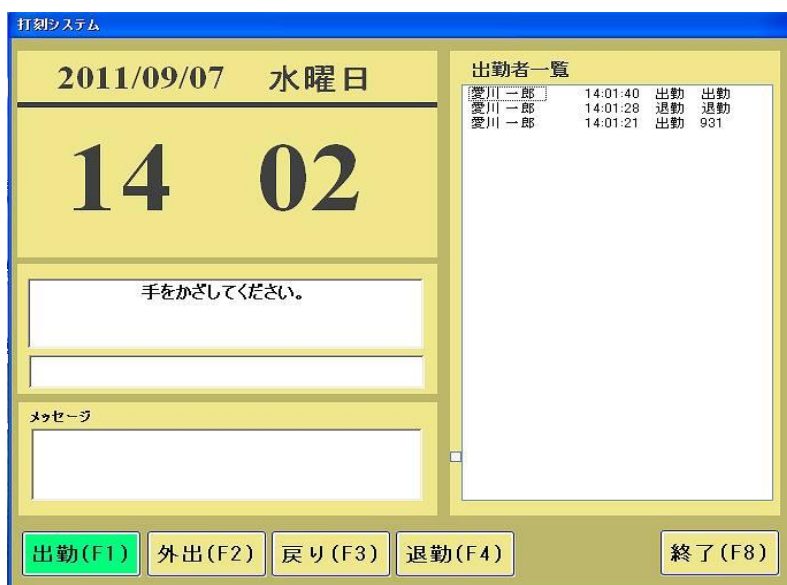 打刻システム
2011/09/07 水曜日
14 02
手をかざしてください。
メッセージ
出勤者一覧
愛川 一郎 14:01:40 出勤 出勤
愛川 一郎 14:01:28 退勤 退勤
愛川 一郎 14:01:21 出勤 931
出勤(F1) 外出(F2) 戻り(F3) 退勤(F4) 終了(F8)